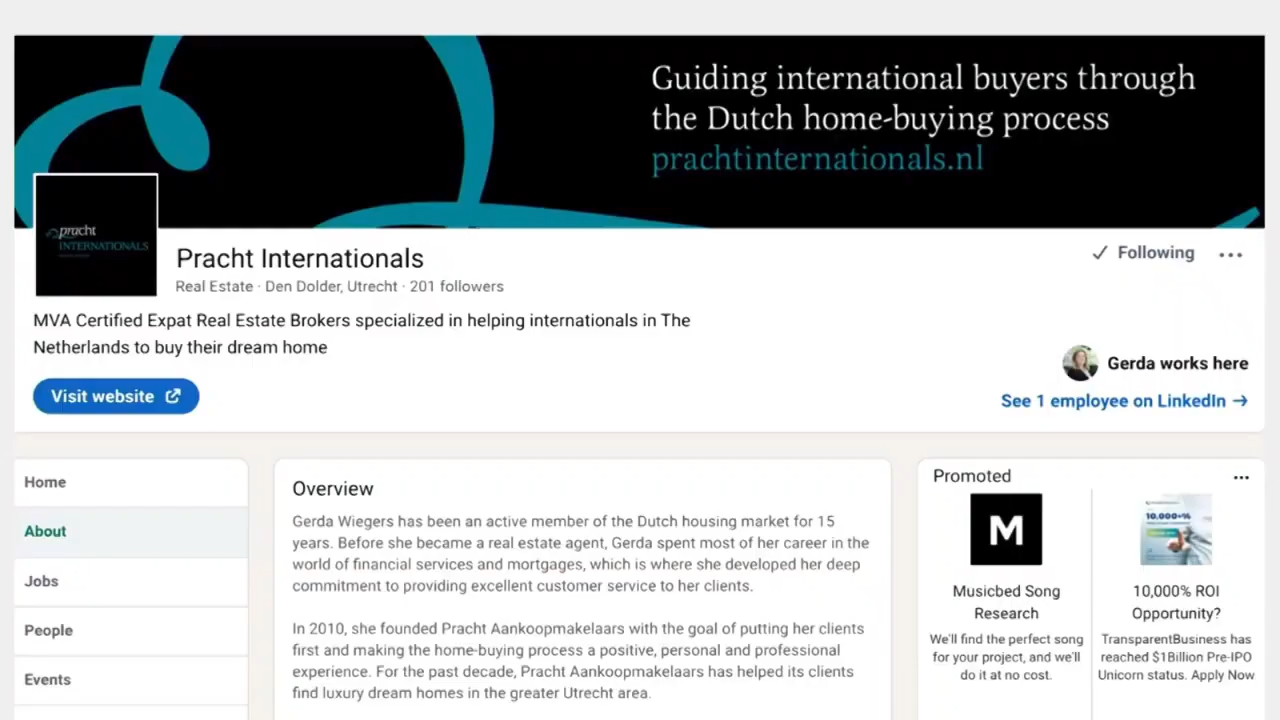 Guiding international buyers through
the Dutch home-buying process
prachtinternationals.nl
pracht
INTERNATIONALS
Pracht Internationals
Following
Real Estate · Den Dolder, Utrecht · 201 followers
MVA Certified Expat Real Estate Brokers specialized in helping internationals in The
Netherlands to buy their dream home
Gerda works here
Visit website
See 1 employee on LinkedIn →
Home
About
Jobs
People
Events
Overview
Gerda Wiegers has been an active member of the Dutch housing market for 15
years. Before she became a real estate agent, Gerda spent most of her career in the
world of financial services and mortgages, which is where she developed her deep
commitment to providing excellent customer service to her clients.
In 2010, she founded Pracht Aankoopmakelaars with the goal of putting her clients
first and making the home-buying process a positive, personal and professional
experience. For the past decade, Pracht Aankoopmakelaars has helped its clients
find luxury dream homes in the greater Utrecht area.
Promoted
M
Musicbed Song
Research
We'll find the perfect song
for your project, and we'll
do it at no cost.
10.000+%
10,000% ROI
Opportunity?
TransparentBusiness has
reached $1Billion Pre-IPO
Unicorn status. Apply Now